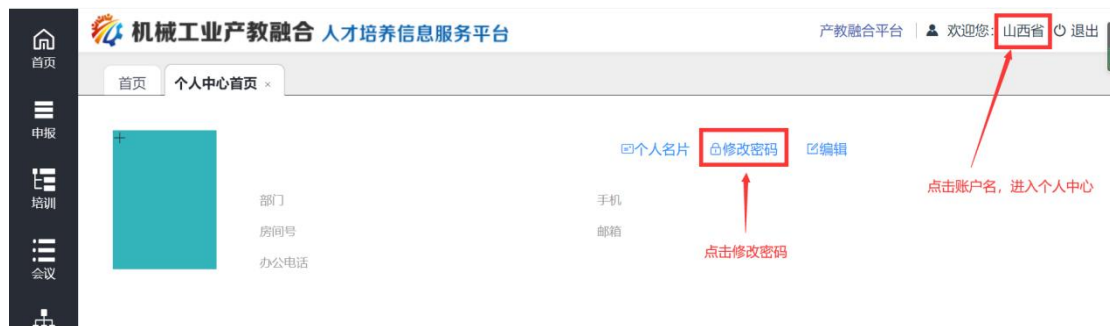 首页
申报
培训
会议
机械工业产教融合 人才培养信息服务平台
产教融合平台 欢迎您: 山西省 退出
首页 个人中心首页 ×
个人名片 修改密码 编辑
点击账户名，进入个人中心
部门 手机
房间号 邮箱
点击修改密码
办公电话